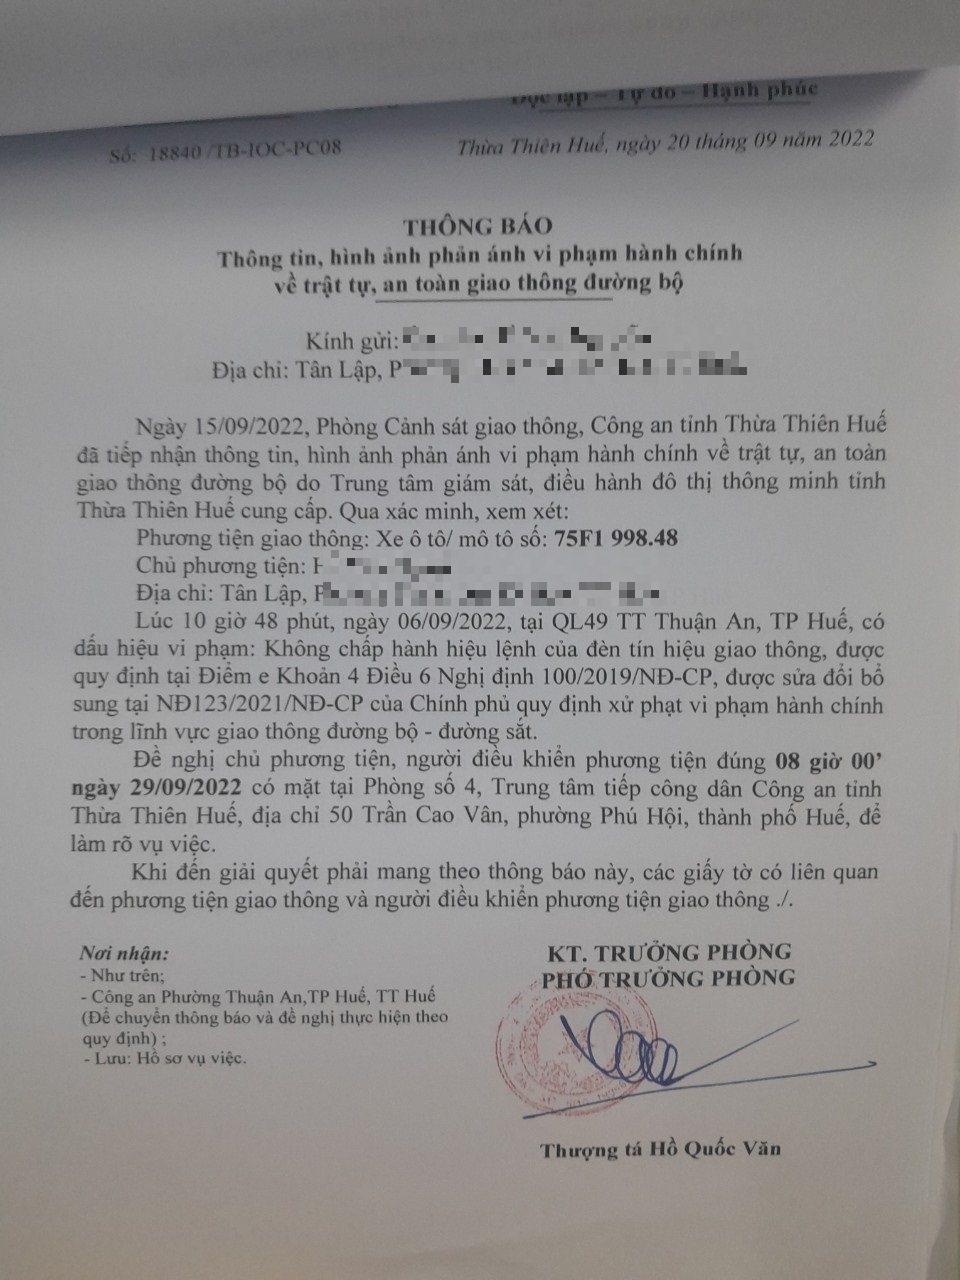 Độc lập – Tự do – Hạnh phúc
Số: 18840 /TB-IOC-PC08
Thừa Thiên Huế, ngày 20 tháng 09 năm 2022
THÔNG BÁO
Thông tin, hình ảnh phản ánh vi phạm hành chính
về trật tự, an toàn giao thông đường bộ
Kính gửi:
Địa chỉ: Tân Lập, P
Ngày 15/09/2022, Phòng Cảnh sát giao thông, Công an tỉnh Thừa Thiên Huế
đã tiếp nhận thông tin, hình ảnh phản ánh vi phạm hành chính về trật tự, an toàn
giao thông đường bộ do Trung tâm giám sát, điều hành đô thị thông minh tỉnh
Thừa Thiên Huế cung cấp. Qua xác minh, xem xét:
Phương tiện giao thông: Xe ô tô/ mô tô số: 75F1 998.48
Chủ phương tiện: H
Địa chỉ: Tân Lập, P
Lúc 10 giờ 48 phút, ngày 06/09/2022, tại QL49 TT Thuận An, TP Huế, có
dấu hiệu vi phạm: Không chấp hành hiệu lệnh của đèn tín hiệu giao thông, được
quy định tại Điểm e Khoản 4 Điều 6 Nghị định 100/2019/NĐ-CP, được sửa đổi bổ
sung tại NĐ123/2021/NĐ-CP của Chính phủ quy định xử phạt vi phạm hành chính
trong lĩnh vực giao thông đường bộ - đường sắt.
Đề nghị chủ phương tiện, người điều khiển phương tiện đúng 08 giờ 00’
ngày 29/09/2022 có mặt tại Phòng số 4, Trung tâm tiếp công dân Công an tỉnh
Thừa Thiên Huế, địa chỉ 50 Trần Cao Vân, phường Phú Hội, thành phố Huế, để
làm rõ vụ việc.
Khi đến giải quyết phải mang theo thông báo này, các giấy tờ có liên quan
đến phương tiện giao thông và người điều khiển phương tiện giao thông ./.
Nơi nhận:
- Như trên;
- Công an Phường Thuận An,TP Huế, TT Huế
(Để chuyển thông báo và đề nghị thực hiện theo
quy định) ;
- Lưu: Hồ sơ vụ việc.
KT. TRƯỞNG PHÒNG
PHÓ TRƯỞNG PHÒNG
Thượng tá Hồ Quốc Văn